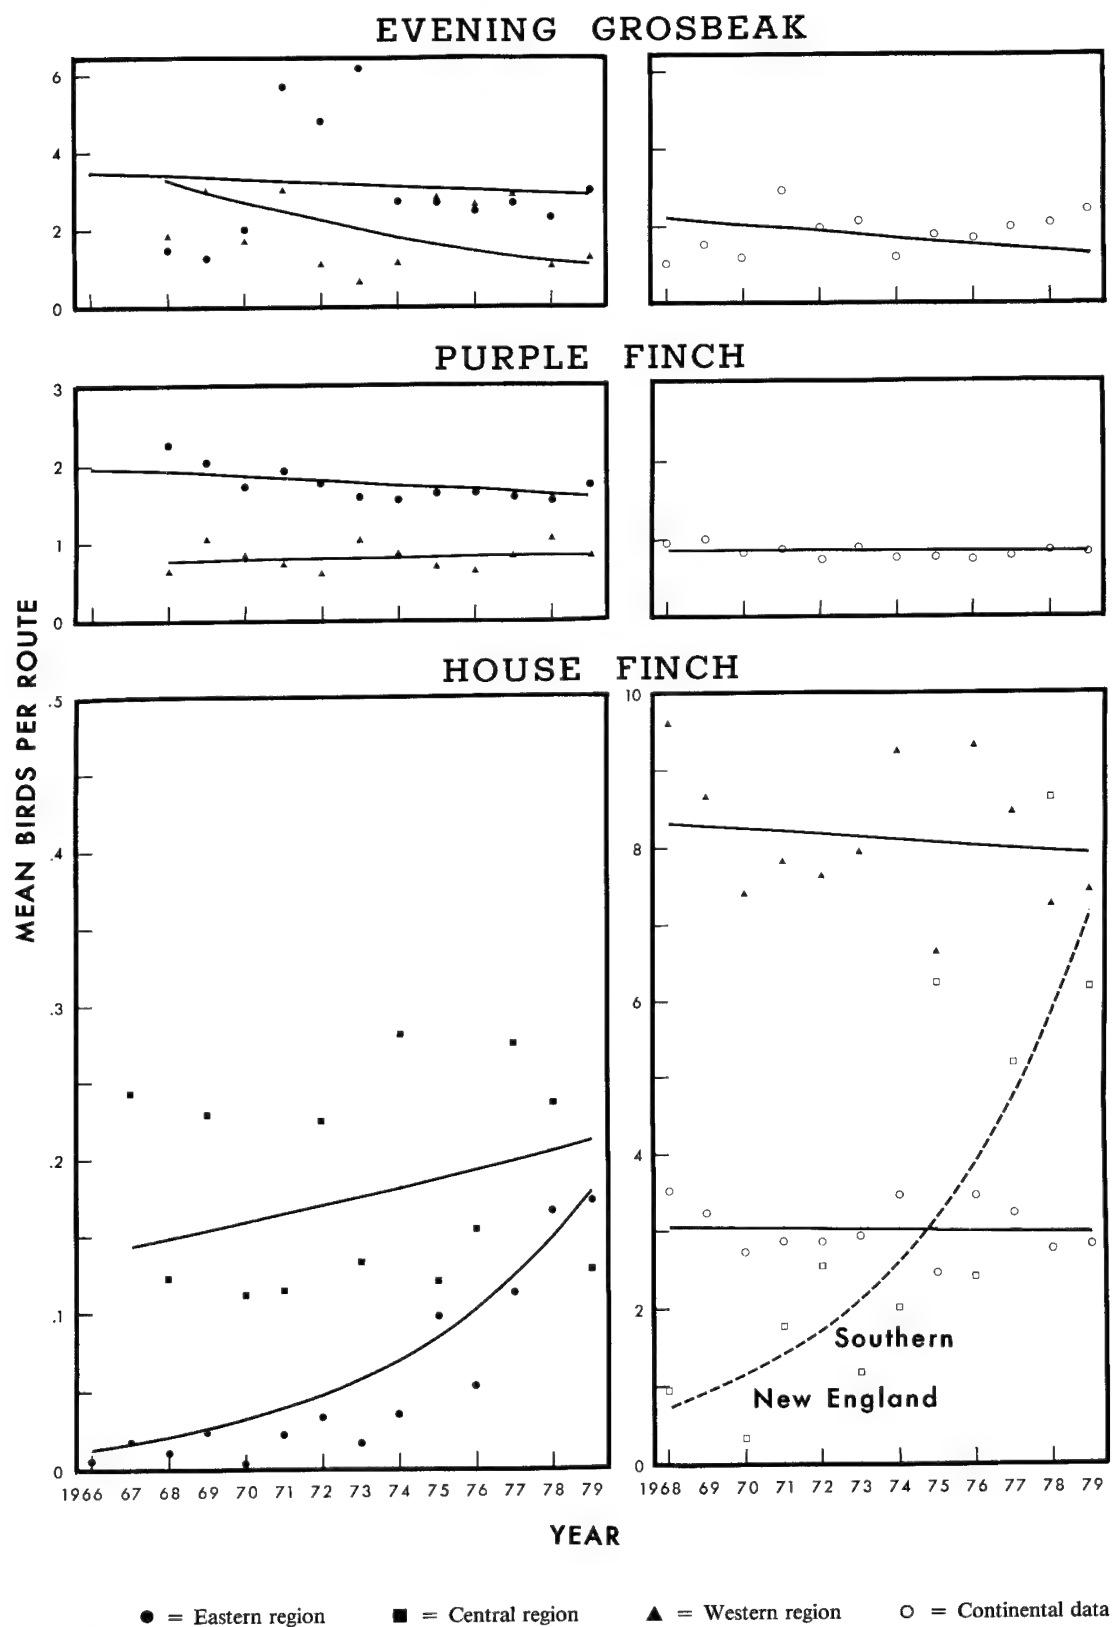 EVENING GROSBEAK
6
4
2
0
PURPLE FINCH
3
2
1
0
MEAN BIRDS PER ROUTE
HOUSE FINCH
.5
.4
.3
.2
.1
0
1966 67 68 69 70 71 72 73 74 75 76 77 78 79
10
8
6
4
2
0
Southern
New England
1968 69 70 71 72 73 74 75 76 77 78 79
YEAR
● = Eastern region ■ = Central region ▲ = Western region ○ = Continental data